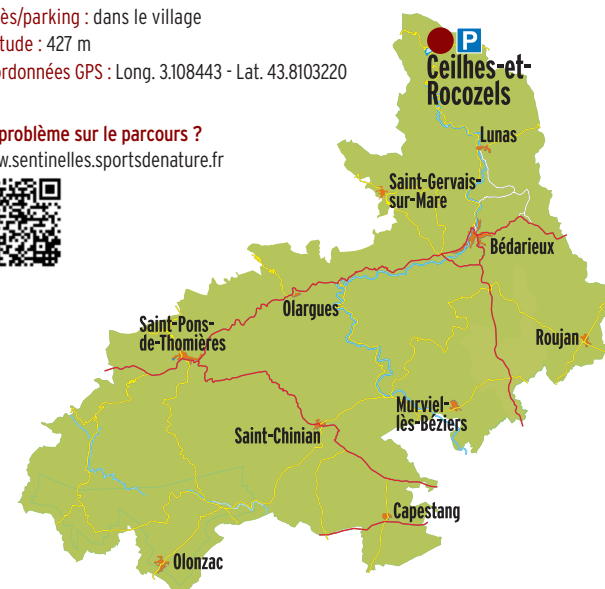 ès/parking : dans le village
tude : 427 m
ordonnées GPS : Long. 3.108443 - Lat. 43.8103220
problème sur le parcours ?
w.sentinelles.sportsdenature.fr
P
Ceilhes-et-
Rocozels
Lunas
Saint-Gervais-
sur-Mare
Bédarieux
Olargues
Saint-Pons-
de-Thomières
Roujan
Murviel-
lès-Béziers
Saint-Chinian
Capestang
Olonzac